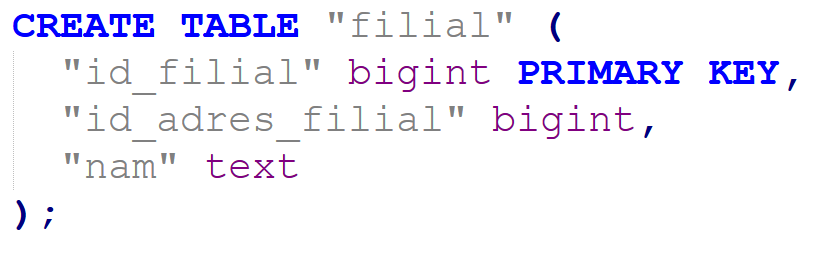 CREATE TABLE "filial" (
"id_filial" bigint PRIMARY KEY,
"id_adres_filial" bigint,
"nam" text
);